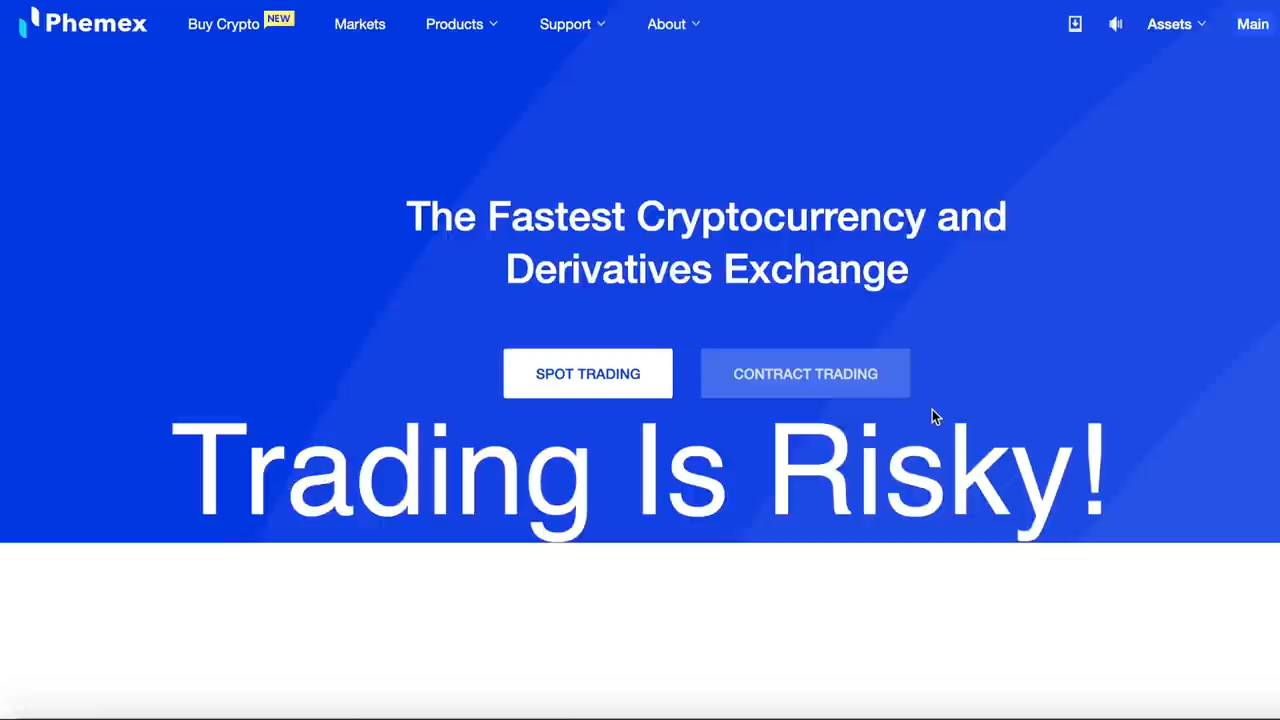 Phemex Buy Crypto NEW Markets Products Support About Assets Main
The Fastest Cryptocurrency and
Derivatives Exchange
SPOT TRADING CONTRACT TRADING
Trading Is Risky!